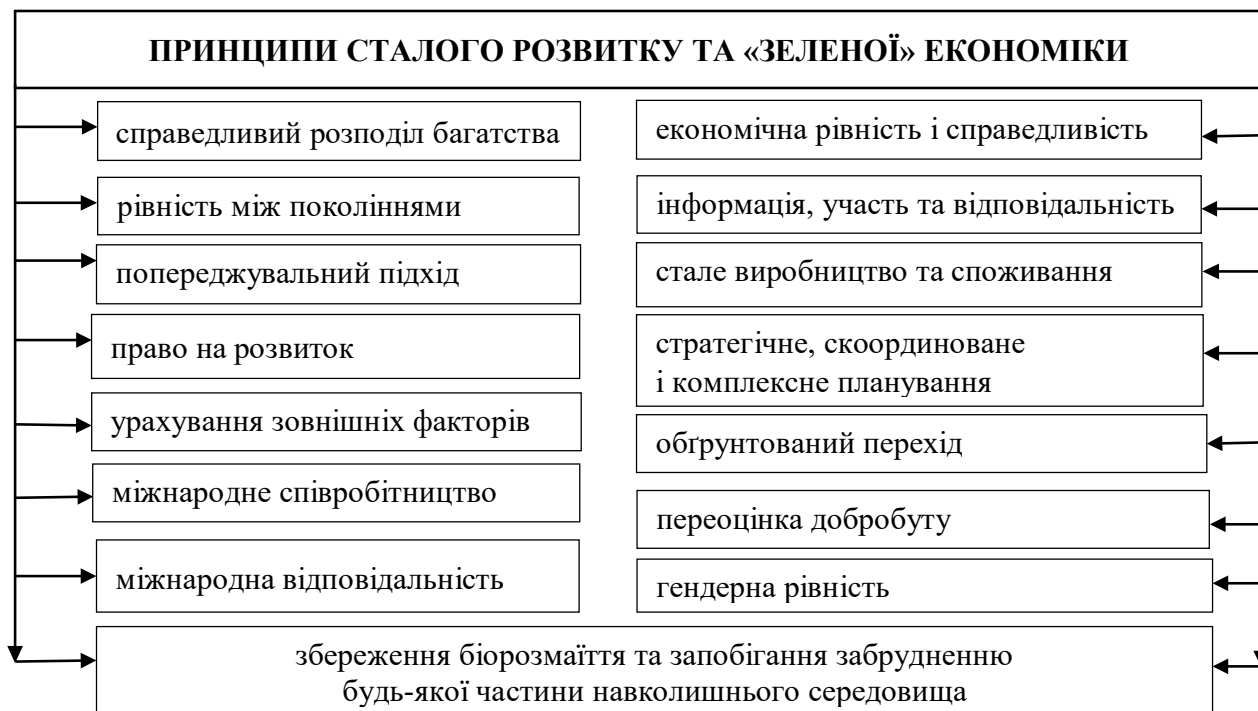 ПРИНЦИПИ СТАЛОГО РОЗВИТКУ ТА «ЗЕЛЕНОЇ» ЕКОНОМІКИ
справедливий розподіл багатства
рівність між поколіннями
попереджувальний підхід
право на розвиток
урахування зовнішніх факторів
міжнародне співробітництво
міжнародна відповідальність
економічна рівність і справедливість
інформація, участь та відповідальність
стале виробництво та споживання
стратегічне, скоординоване
і комплексне планування
обґрунтований перехід
переоцінка добробуту
гендерна рівність
збереження біорозмаїття та запобігання забрудненню
будь-якої частини навколишнього середовища